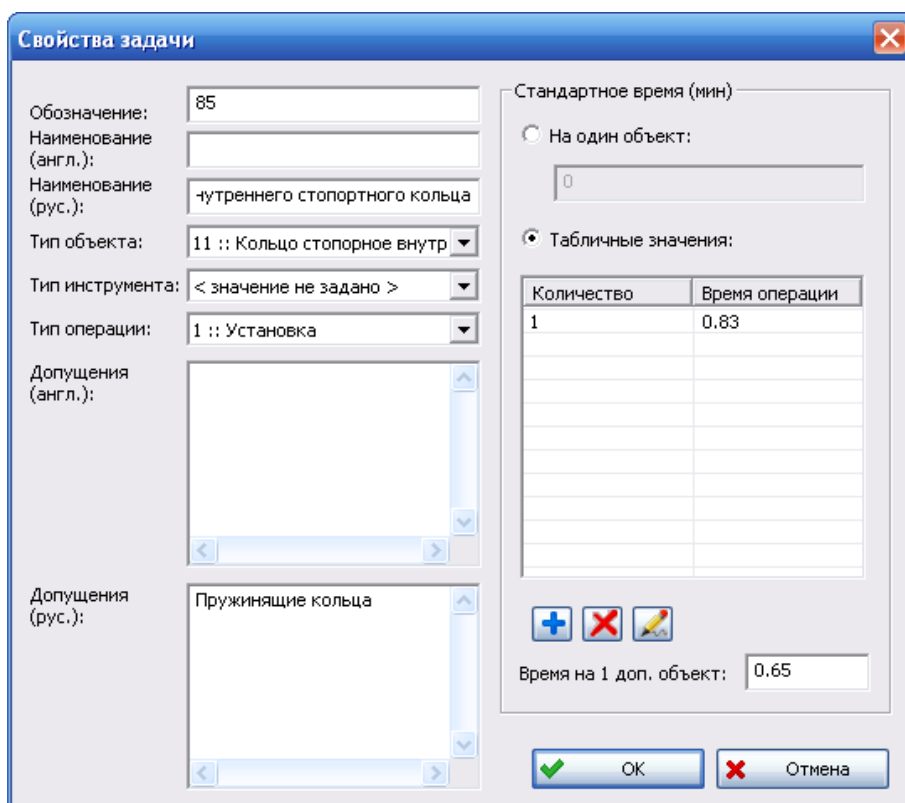 Свойства задачи
Обозначение:
85
Наименование
(англ.):
Наименование
(рус.):
нутреннего стопортного кольца
Тип объекта:
11 :: Кольцо стопорное внутр
Тип инструмента:
< значение не задано >
Тип операции:
1 :: Установка
Допущения
(англ.):
Допущения
(рус.):
Пружинящие кольца
Стандартное время (мин)
На один объект:
0
Табличные значения:
Количество Время операции
1 0.83
Время на 1 доп. объект: 0.65
OK Отмена